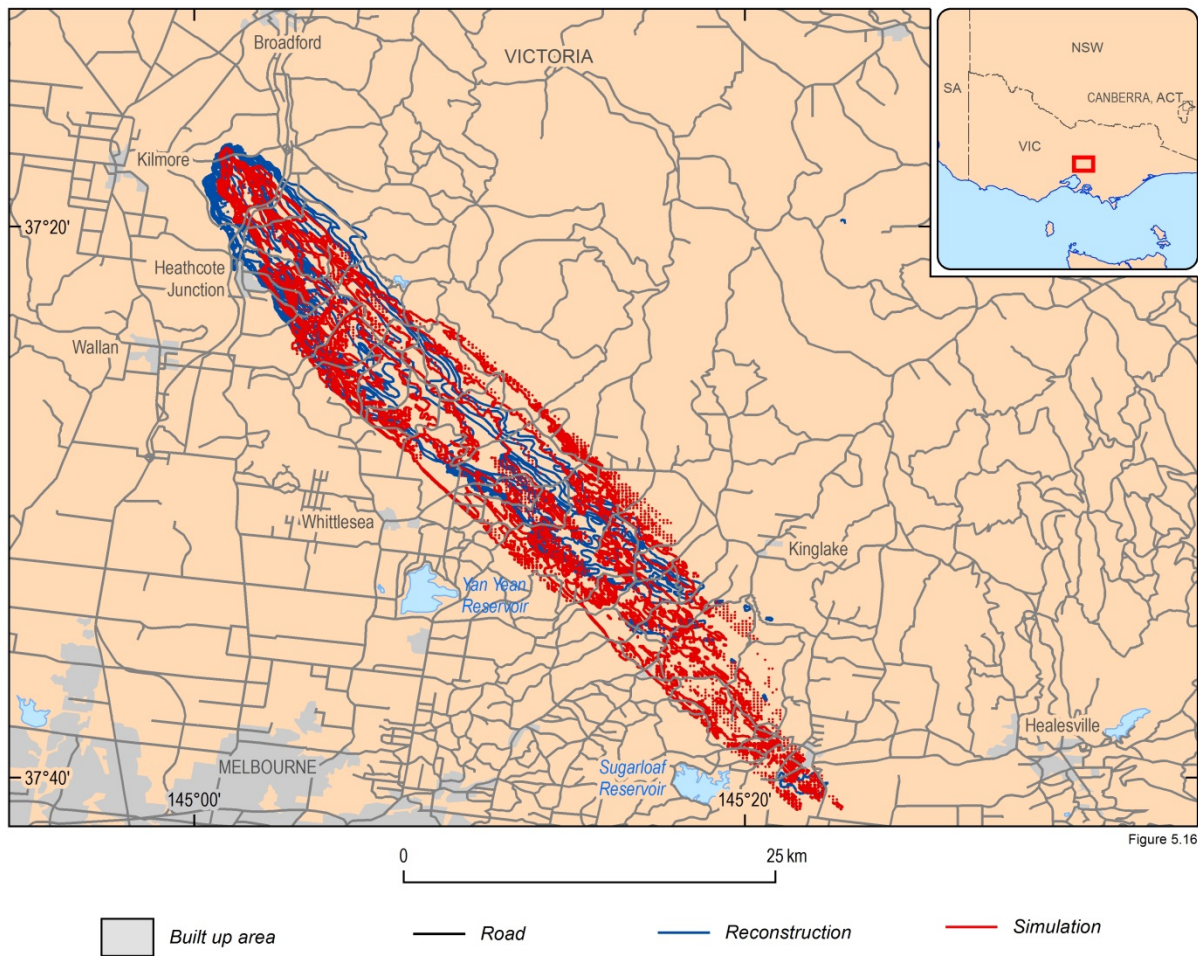 Broadford
VICTORIA
NSW
SA
CANBERRA, ACT
VIC
Kilmore
37°20'
Heathcote
Junction
Wallan
Whittlesea
Kinglake
Yan Yean
Reservoir
Healesville
MELBOURNE
Sugarloaf
Reservoir
37°40'
145°00'
145°20'
Figure 5.16
0
25 km
Built up area
Road
Reconstruction
Simulation